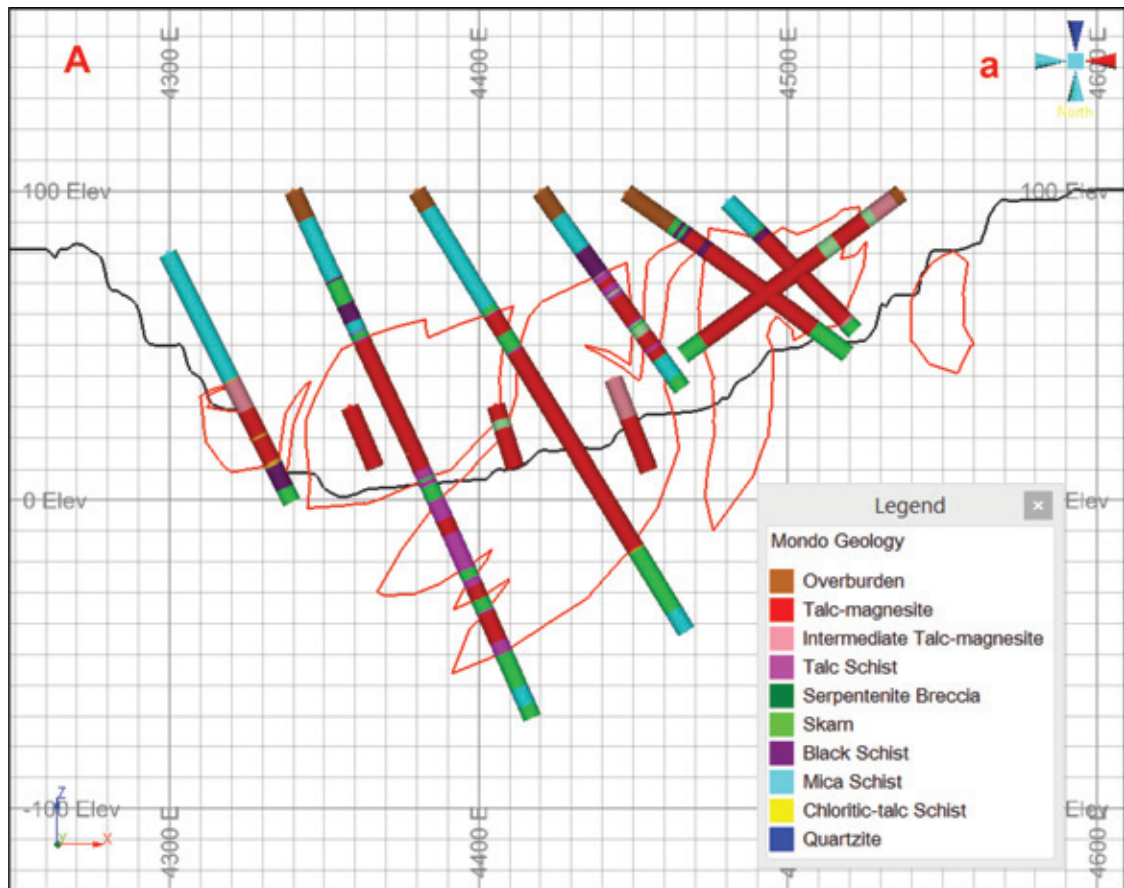 A
a
4300 E
4400 E
4500 E
4600 E
North
100 Elev
100 Elev
0 Elev
Elev
-100 Elev
Elev
Z
Y
X
4300 E
4400 E
4
4600 E
Legend
×
Mondo Geology
Overburden
Talc-magnesite
Intermediate Talc-magnesite
Talc Schist
Serpentenite Breccia
Skarn
Black Schist
Mica Schist
Chloritic-talc Schist
Quartzite